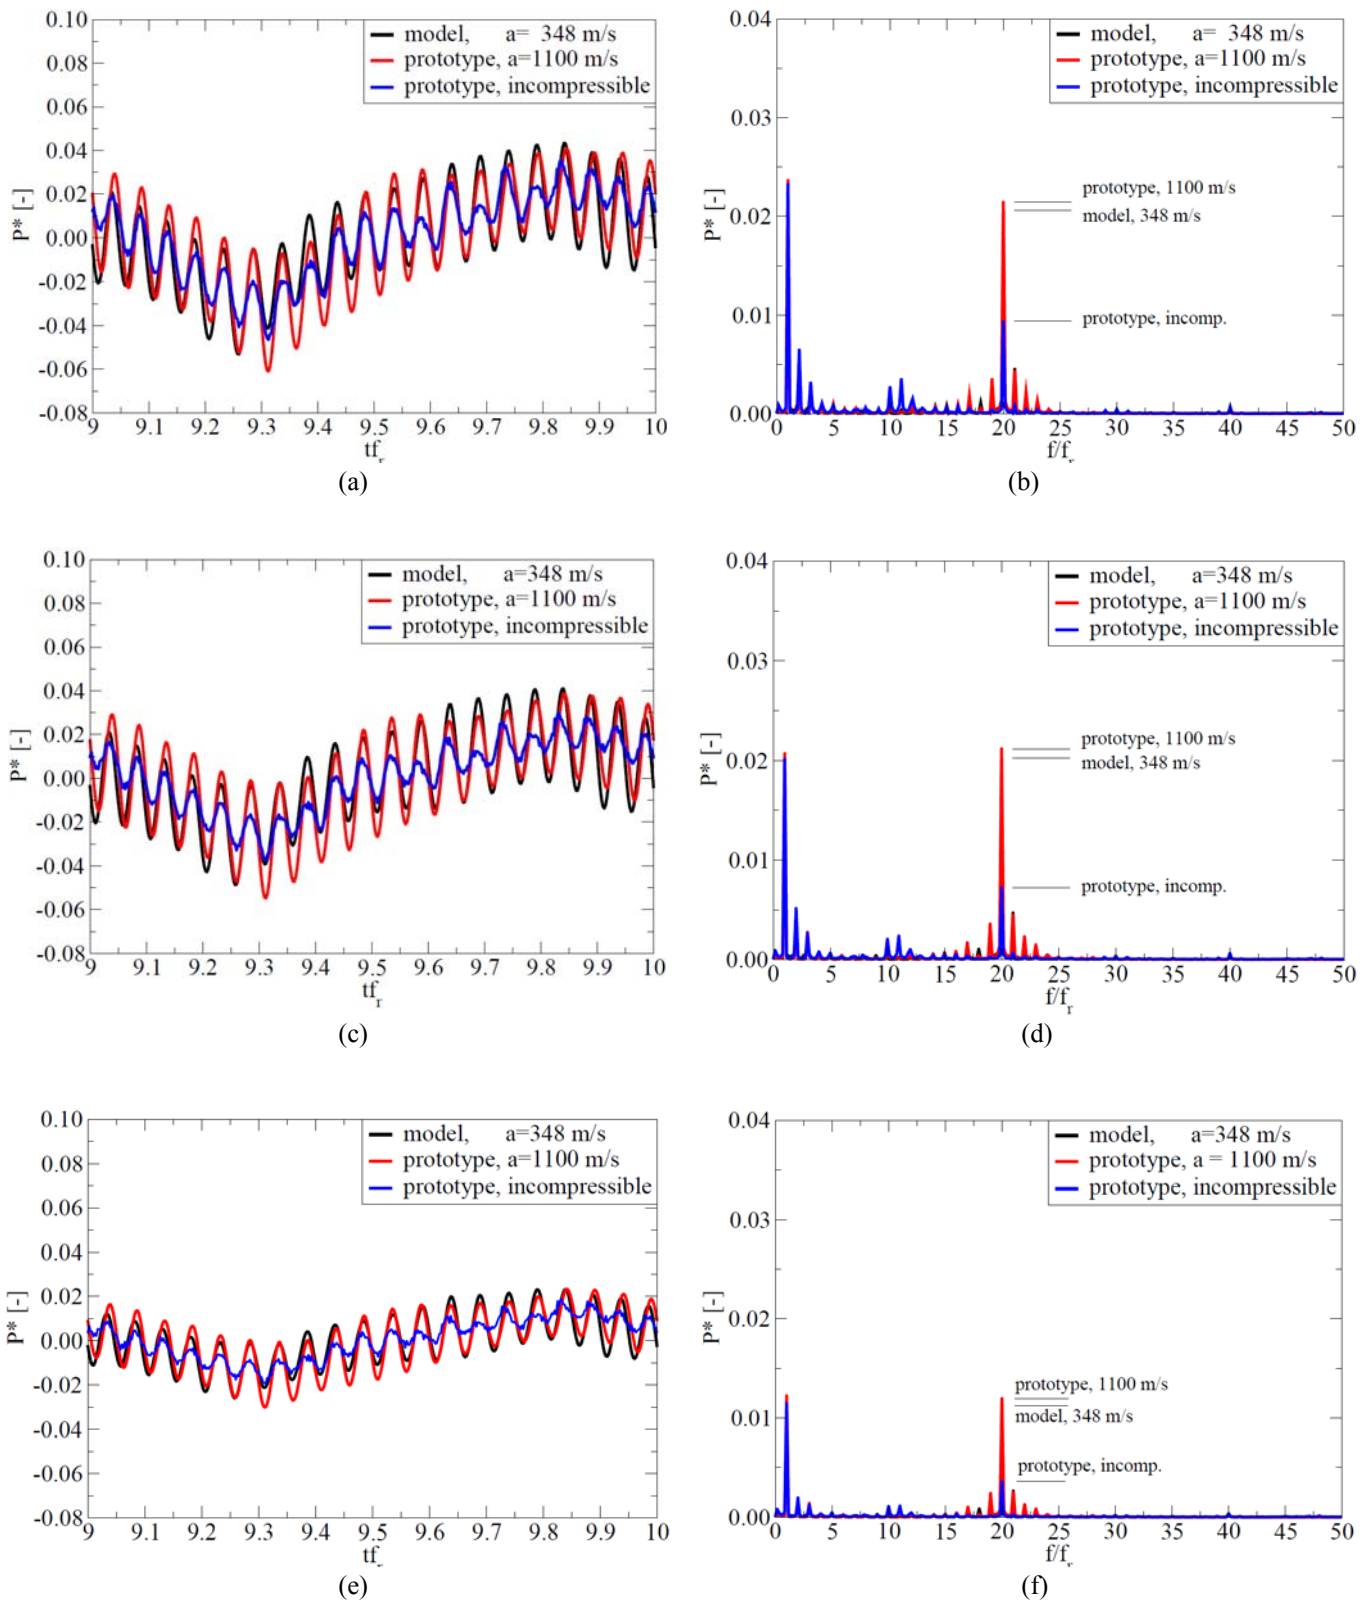 model, a= 348 m/s
prototype, a=1100 m/s
prototype, incompressible
0.10
0.08
0.06
0.04
0.02
0.00
-0.02
-0.04
-0.06
-0.08
P* [-]
9 9.1 9.2 9.3 9.4 9.5 9.6 9.7 9.8 9.9 10
tfr
(a)
model, a= 348 m/s
prototype, a=1100 m/s
prototype, incompressible
0.04
0.03
0.02
0.01
0.00
P* [-]
prototype, 1100 m/s
model, 348 m/s
prototype, incomp.
0 5 10 15 20 25 30 35 40 45 50
f/fr
(b)
model, a=348 m/s
prototype, a=1100 m/s
prototype, incompressible
0.10
0.08
0.06
0.04
0.02
0.00
-0.02
-0.04
-0.06
-0.08
P* [-]
9 9.1 9.2 9.3 9.4 9.5 9.6 9.7 9.8 9.9 10
tfr
(c)
model, a=348 m/s
prototype, a=1100 m/s
prototype, incompressible
0.04
0.03
0.02
0.01
0.00
P* [-]
prototype, 1100 m/s
model, 348 m/s
prototype, incomp.
0 5 10 15 20 25 30 35 40 45 50
f/fr
(d)
model, a=348 m/s
prototype, a=1100 m/s
prototype, incompressible
0.10
0.08
0.06
0.04
0.02
0.00
-0.02
-0.04
-0.06
-0.08
P* [-]
9 9.1 9.2 9.3 9.4 9.5 9.6 9.7 9.8 9.9 10
tfr
(e)
model, a=348 m/s
prototype, a = 1100 m/s
prototype, incompressible
0.04
0.03
0.02
0.01
0.00
P* [-]
prototype, 1100 m/s
model, 348 m/s
prototype, incomp.
0 5 10 15 20 25 30 35 40 45 50
f/fr
(f)